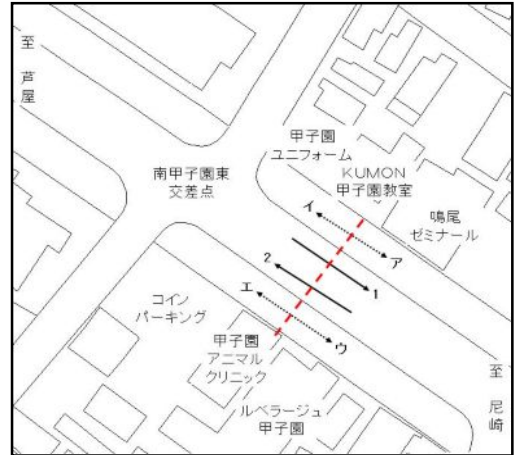 至
芦
屋
甲子園
ユニフォーム
南甲子園東
交差点
KUMON
甲子園教室
鳴尾
ゼミナール
イ
ア
2
1
エ
ウ
コイン
パーキング
甲子園
アニマル
クリニック
ルベラージュ
甲子園
至
尼
崎